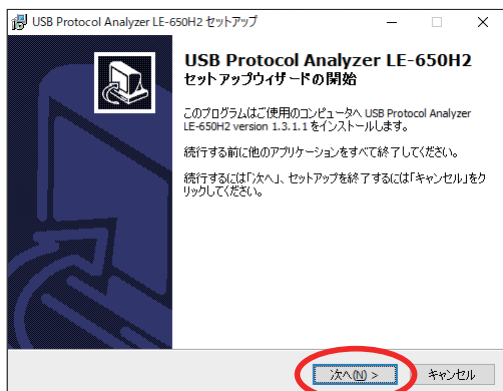 USB Protocol Analyzer LE-650H2 セットアップ
USB Protocol Analyzer LE-650H2
セットアップウィザードの開始
このプログラムはご使用のコンピュータへ USB Protocol Analyzer
LE-650H2 version 1.3.1.1 をインストールします。
続行する前に他のアプリケーションをすべて終了してください。
続行するには「次へ」、セットアップを終了するには「キャンセル」をク
リックしてください。
次へ(N) >
キャンセル